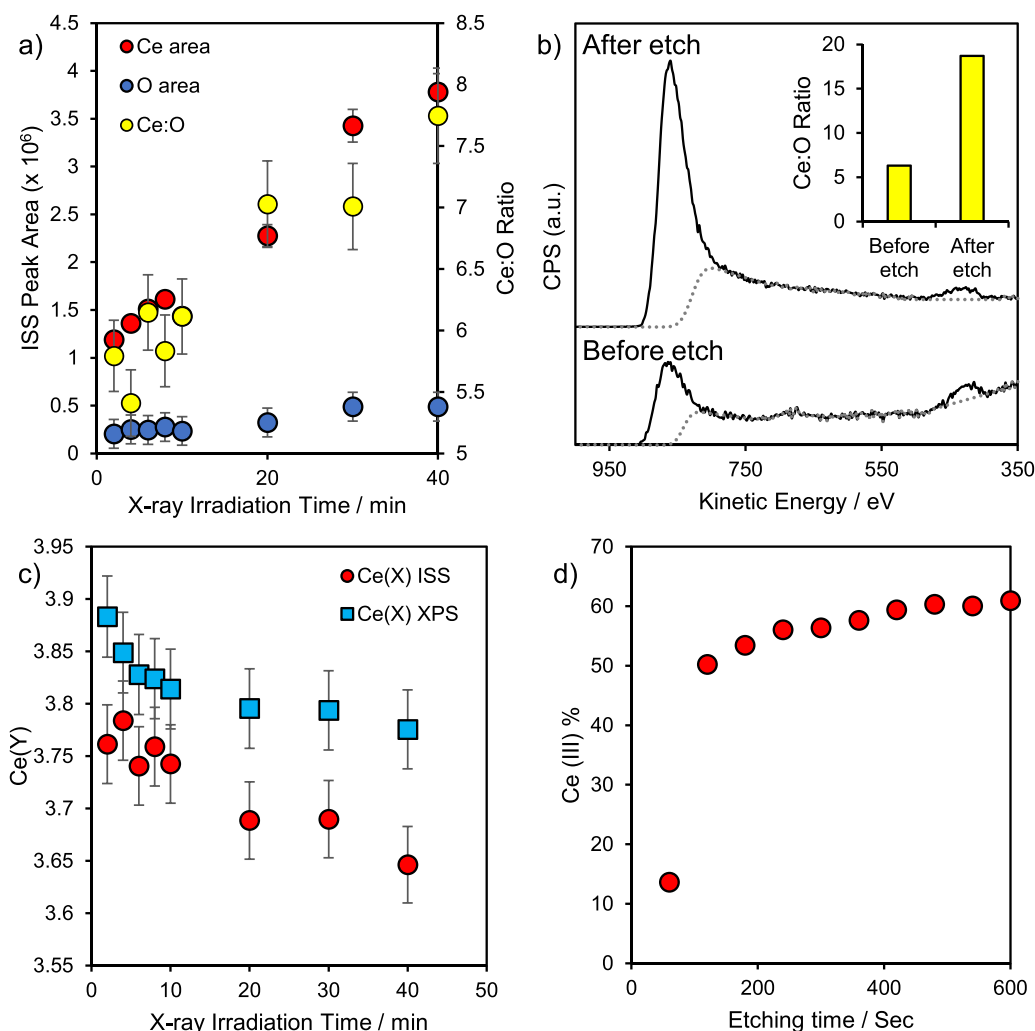 a)
Ce area
O area
Ce:O
ISS Peak Area (x 10⁶)
4.5
4
3.5
3
2.5
2
1.5
1
0.5
0
8.5
8
7.5
7
6.5
6
5.5
5
Ce:O Ratio
0
20
40
X-ray Irradiation Time / min
b)
After etch
Before etch
CPS (a.u.)
950
750
550
350
Kinetic Energy / eV
Ce:O Ratio
20
15
10
5
0
Before
etch
After
etch
c)
Ce(X) ISS
Ce(X) XPS
Ce(Y)
3.95
3.9
3.85
3.8
3.75
3.7
3.65
3.6
3.55
0
10
20
30
40
50
X-ray Irradiation Time / min
d)
Ce (III) %
70
60
50
40
30
20
10
0
0
200
400
600
Etching time / Sec